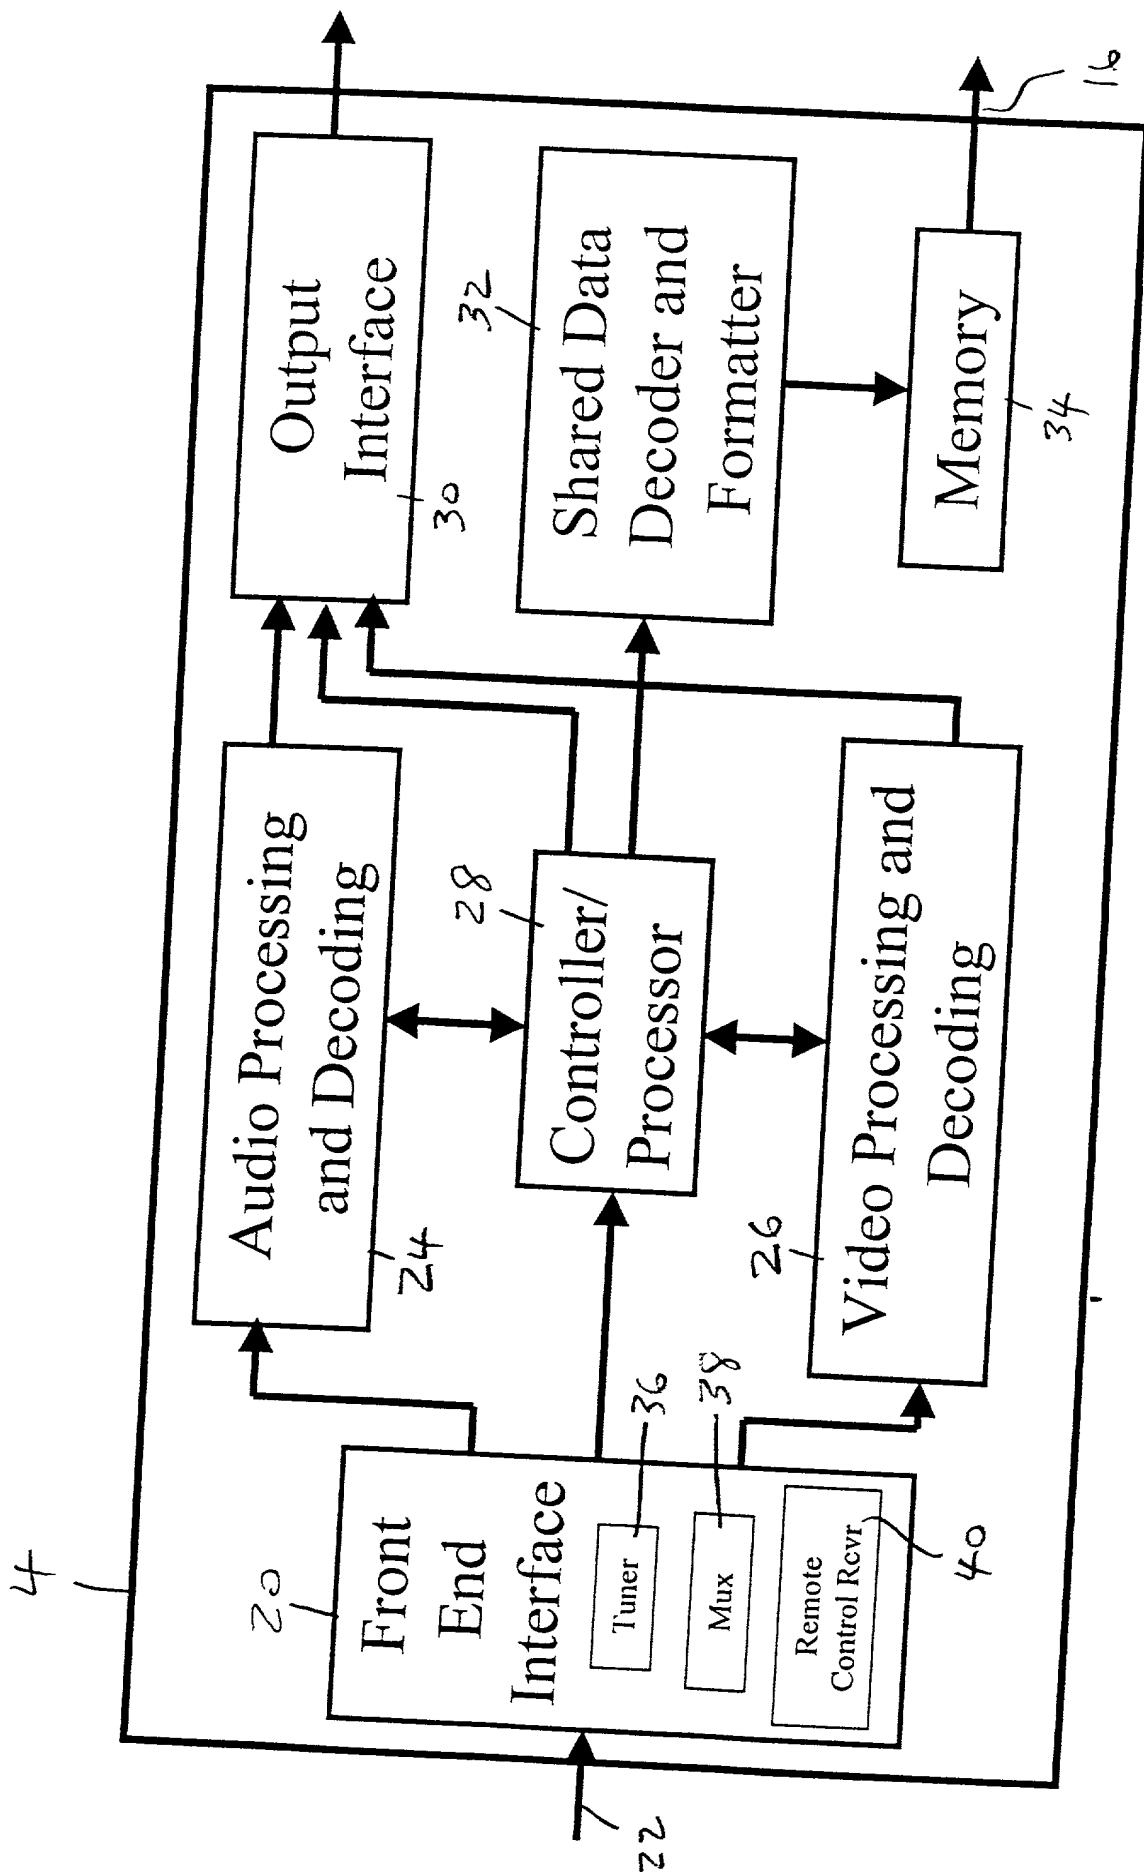 4
20
Front
End
Interface
Tuner
36
Mux
38
Remote
Control Rcvr
40
22
Audio Processing
and Decoding
24
28
Controller/
Processor
26
Video Processing and
Decoding
Output
Interface
30
32
Shared Data
Decoder and
Formatter
Memory
34
16